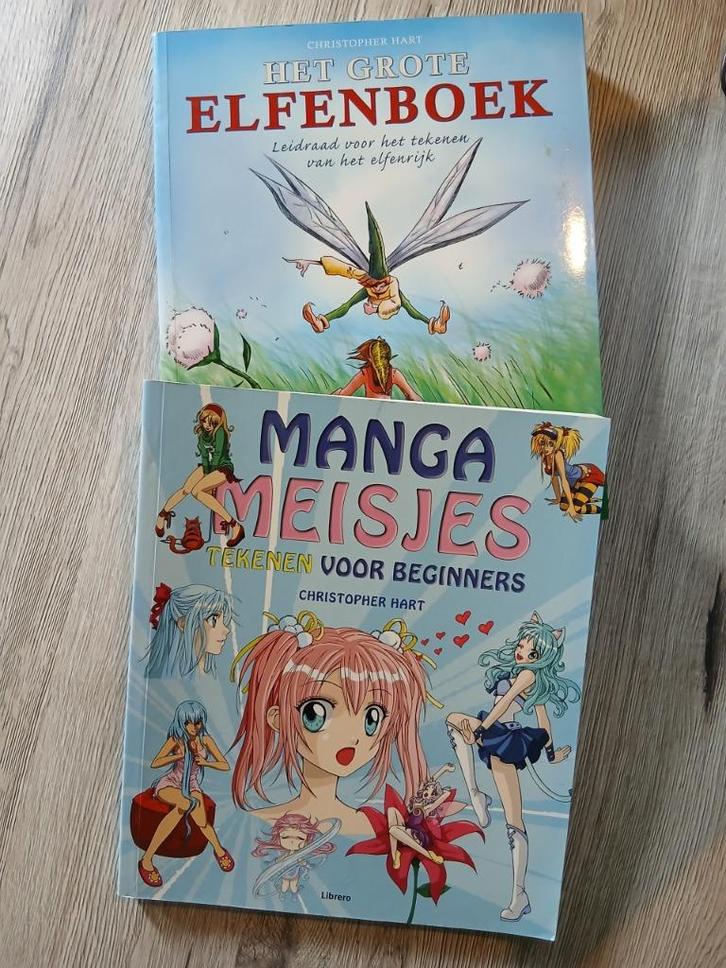 CHRISTOPHER HART
HET GROTE
ELFENBOEK
Leidraad voor het tekenen
van het elfenrijk
MANGA
MEISJES
TEKENEN VOOR BEGINNERS
CHRISTOPHER HART
Librero